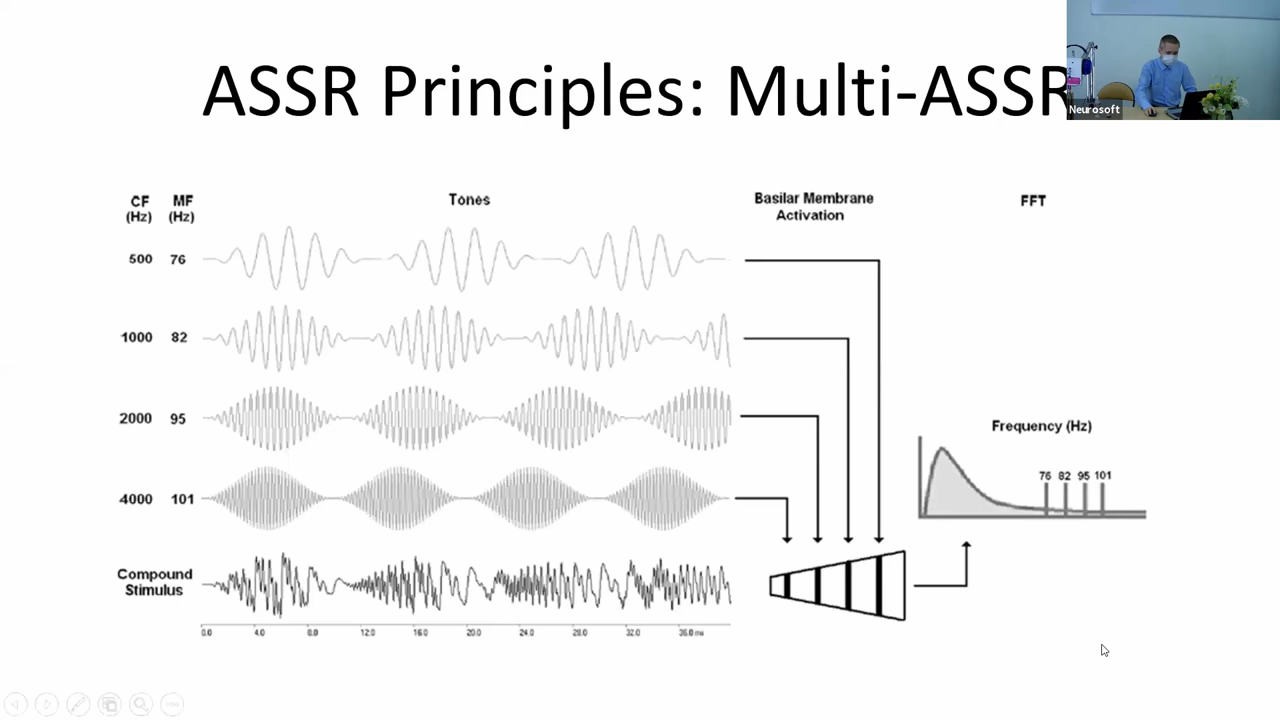 ASSR Principles: Multi-ASSR
Neurosoft
CF MF
(Hz) (Hz)
Tones
Basilar Membrane
Activation
FFT
500 76
1000 82
2000 95
4000 101
Compound
Stimulus
0.0 4.0 8.0 12.0 16.0 20.0 24.0 28.0 32.0 36.0 ms
Frequency (Hz)
76 82 95 101